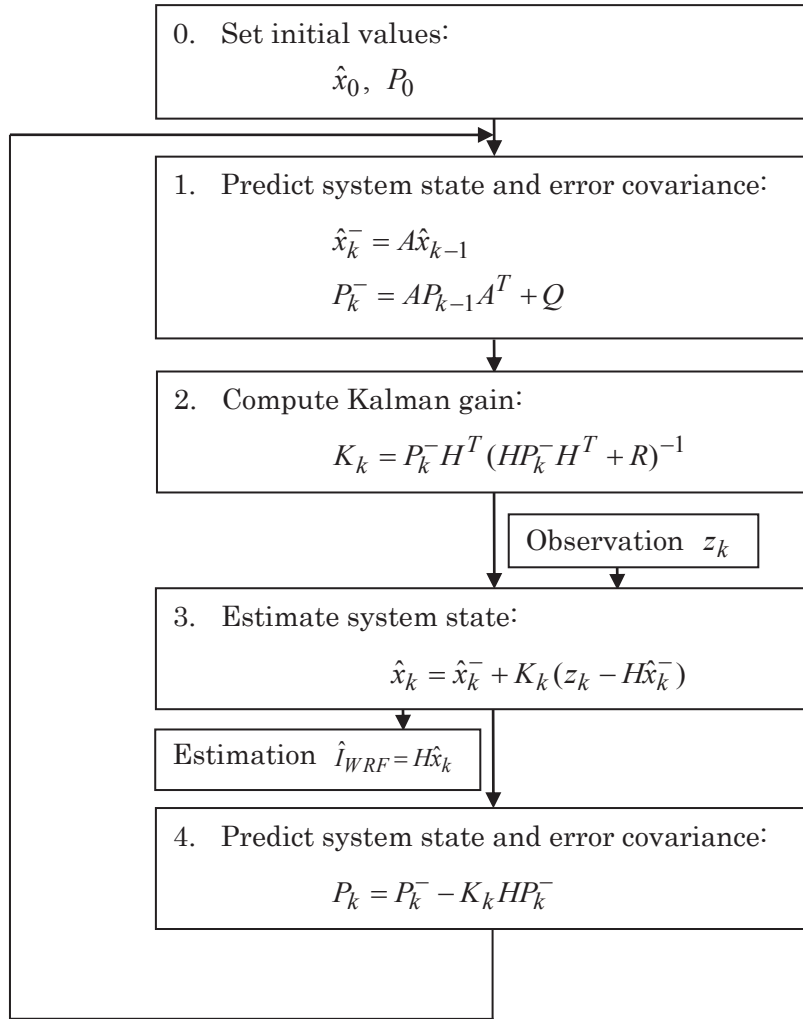 0. Set initial values:
x̂₀, P₀
1. Predict system state and error covariance:
x̂ₖ⁻ = Ax̂ₖ₋₁
Pₖ⁻ = APₖ₋₁Aᵀ + Q
2. Compute Kalman gain:
Kₖ = Pₖ⁻Hᵀ(HPₖ⁻Hᵀ + R)⁻¹
Observation zₖ
3. Estimate system state:
x̂ₖ = x̂ₖ⁻ + Kₖ(zₖ − Hx̂ₖ⁻)
Estimation Î_WRF = Hx̂ₖ
4. Predict system state and error covariance:
Pₖ = Pₖ⁻ − KₖHPₖ⁻